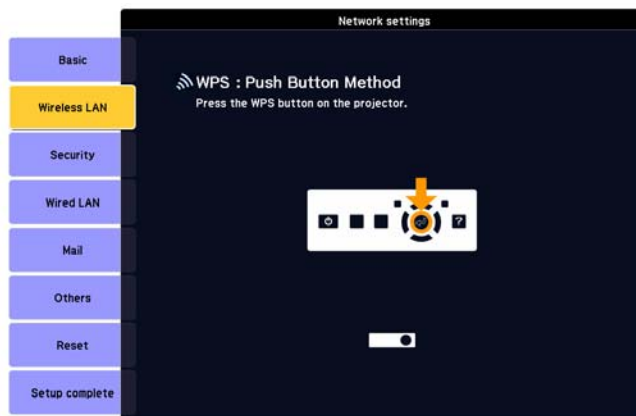 Network settings
Basic
Wireless LAN
Security
Wired LAN
Mail
Others
Reset
Setup complete
WPS : Push Button Method
Press the WPS button on the projector.
?